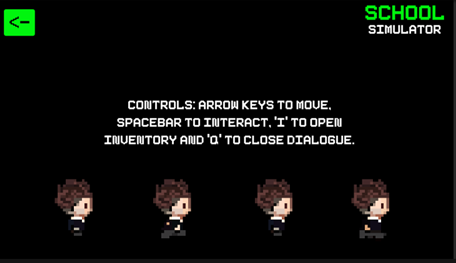 <-
SCHOOL
SIMULATOR
CONTROLS: ARROW KEYS TO MOVE,
SPACEBAR TO INTERACT, 'I' TO OPEN
INVENTORY AND 'Q' TO CLOSE DIALOGUE.